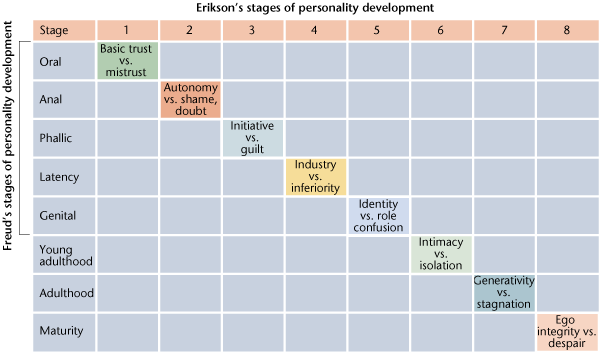 Erikson's stages of personality development
Freud's stages of personality development
Stage 1 2 3 4 5 6 7 8
Oral
Basic trust
vs.
mistrust
Anal
Autonomy
vs. shame,
doubt
Phallic
Initiative
vs.
guilt
Latency
Industry
vs.
inferiority
Genital
Identity
vs. role
confusion
Young
adulthood
Intimacy
vs.
isolation
Adulthood
Generativity
vs.
stagnation
Maturity
Ego
integrity vs.
despair